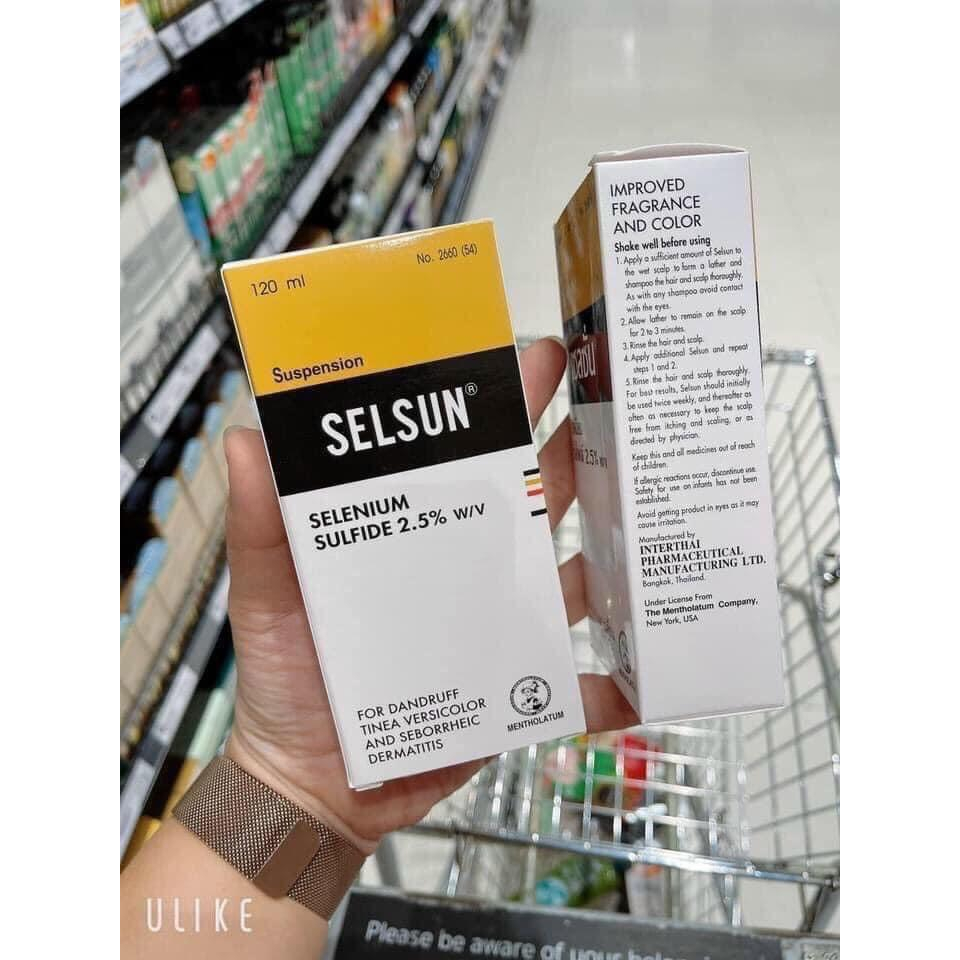 120 ml
No. 2660 (54)
Suspension
SELSUN®
SELENIUM
SULFIDE 2.5% W/V
FOR DANDRUFF
TINEA VERSICOLOR
AND SEBORRHEIC
DERMATITIS
MENTHOLATUM
IMPROVED
FRAGRANCE
AND COLOR
Shake well before using
1. Apply a sufficient amount of Selsun to
the wet scalp to form a lather and
shampoo the hair and scalp thoroughly.
As with any shampoo avoid contact
with the eyes.
2. Allow lather to remain on the scalp
for 2 to 3 minutes.
3. Rinse the hair and scalp.
4. Apply additional Selsun and repeat
steps 1 and 2.
5. Rinse the hair and scalp thoroughly.
For best results, Selsun should initially
be used twice weekly, and thereafter as
often as necessary to keep the scalp
free from itching and scaling, or as
directed by physician.
Keep this and all medicines out of reach
of children.
If allergic reactions occur, discontinue use.
Safety for use on infants has not been
established.
Avoid getting product in eyes as it may
cause irritation.
Manufactured by
INTERTHAI
PHARMACEUTICAL
MANUFACTURING LTD.
Bangkok, Thailand.
Under License From
The Mentholatum Company,
New York, USA
2.5% W/V
Please be aware of your
ULIKE